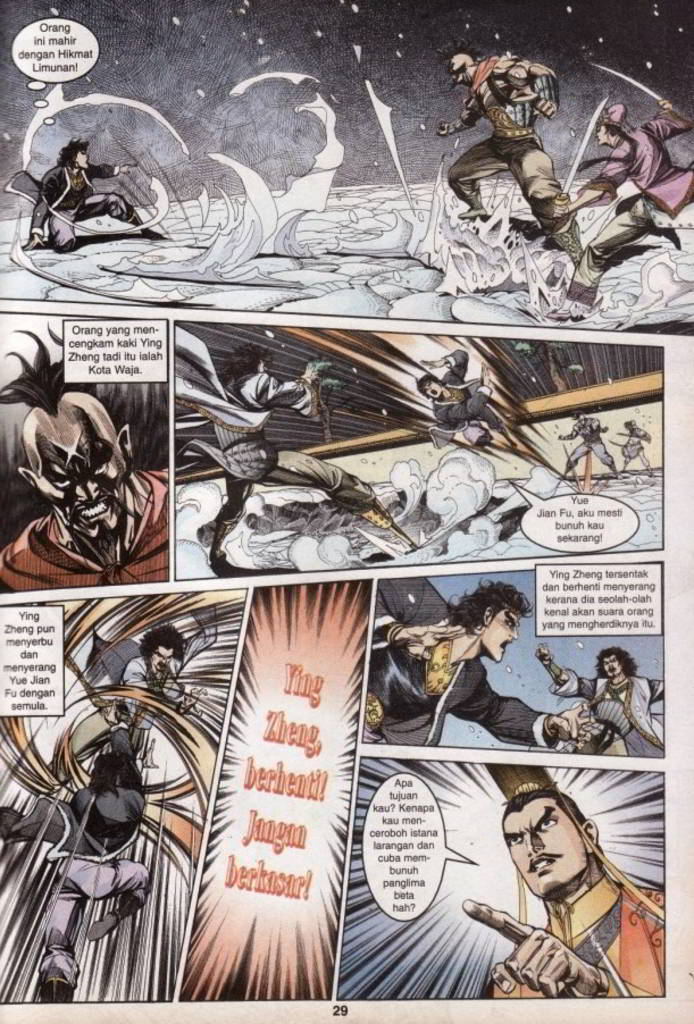 Orang
ini mahir
dengan Hikmat
Limunan!
Orang yang men-
cengkam kaki Ying
Zheng tadi itu ialah
Kota Waja.
Yue
Jian Fu, aku mesti
bunuh kau
sekarang!
Ying
Zheng pun
menyerbu
dan
menyerang
Yue Jian
Fu dengan
semula.
Ying
Zheng,
berhenti!
Jangan
berkasar!
Ying Zheng tersentak
dan berhenti menyerang
kerana dia seolah-olah
kenal akan suara orang
yang mengherdiknya itu.
Apa
tujuan
kau? Kenapa
kau men-
ceroboh istana
larangan dan
cuba mem-
bunuh
panglima
beta
hah?
29